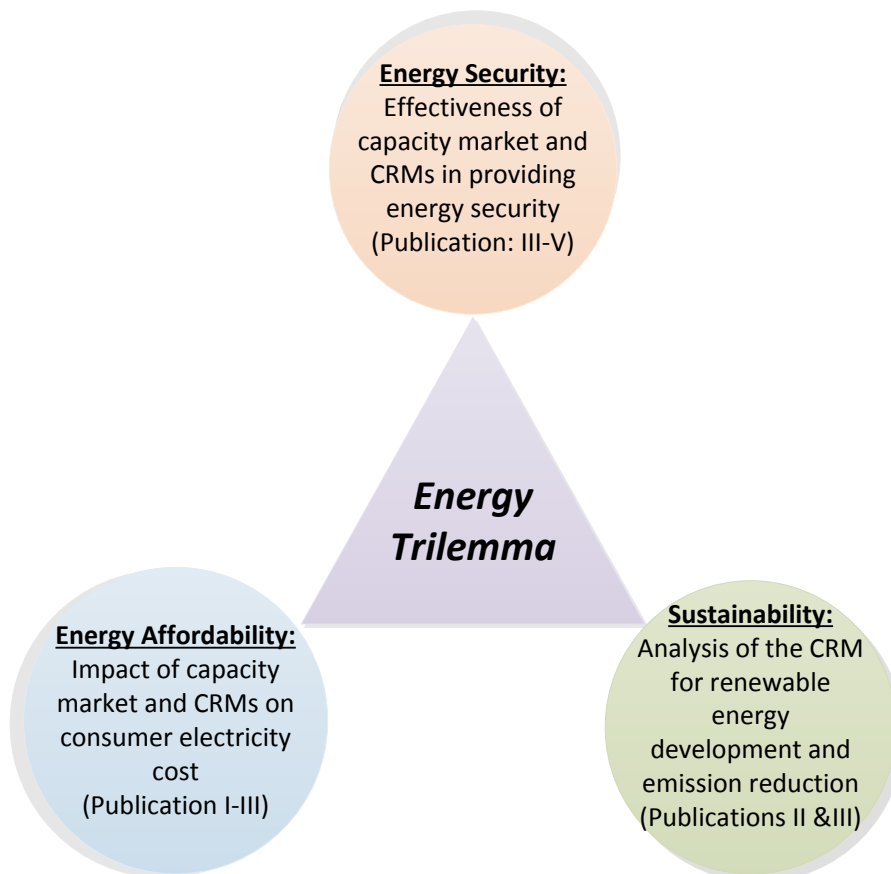 Energy Security:
Effectiveness of
capacity market and
CRMs in providing
energy security
(Publication: III-V)
Energy
Trilemma
Energy Affordability:
Impact of capacity
market and CRMs on
consumer electricity
cost
(Publication I-III)
Sustainability:
Analysis of the CRM
for renewable
energy
development and
emission reduction
(Publications II &III)